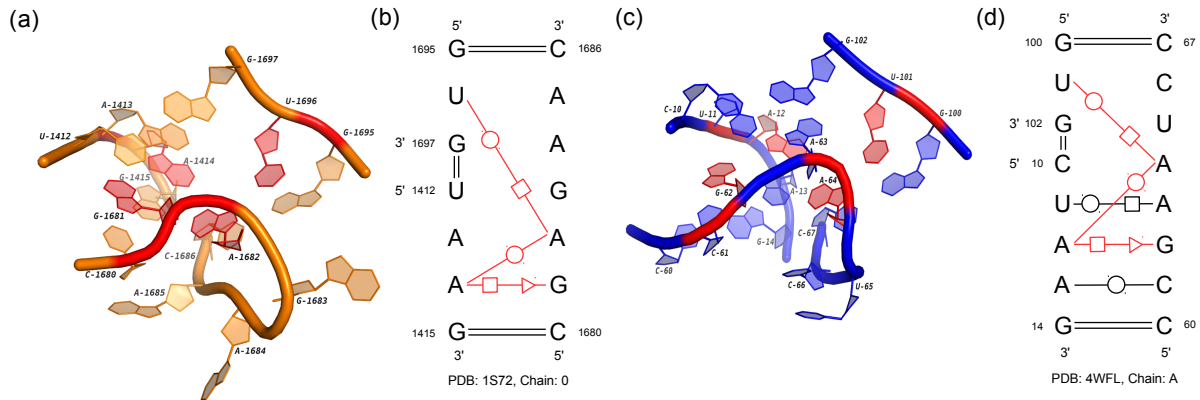 (a)
G-1697
A-1413
U-1696
U-1412
G-1695
A-1414
G-1415
G-1681
C-1680
C-1686
A-1682
A-1685
G-1683
A-1684
(b)
5' 3'
1695 G C 1686
U A
A
3' 1697 G
G
5' 1412 U
A A
A G
1415 G C 1680
3' 5'
PDB: 1S72, Chain: 0
(c)
G-102
C-10
U-11
U-101
A-12
A-63
G-100
G-62
A-64
A-13
G-14
C-67
C-60
C-61
C-66
U-65
(d)
5' 3'
100 G C 67
U C
3' 102 G U
5' 10 C A
U A
A G
A C
14 G C 60
3' 5'
PDB: 4WFL, Chain: A